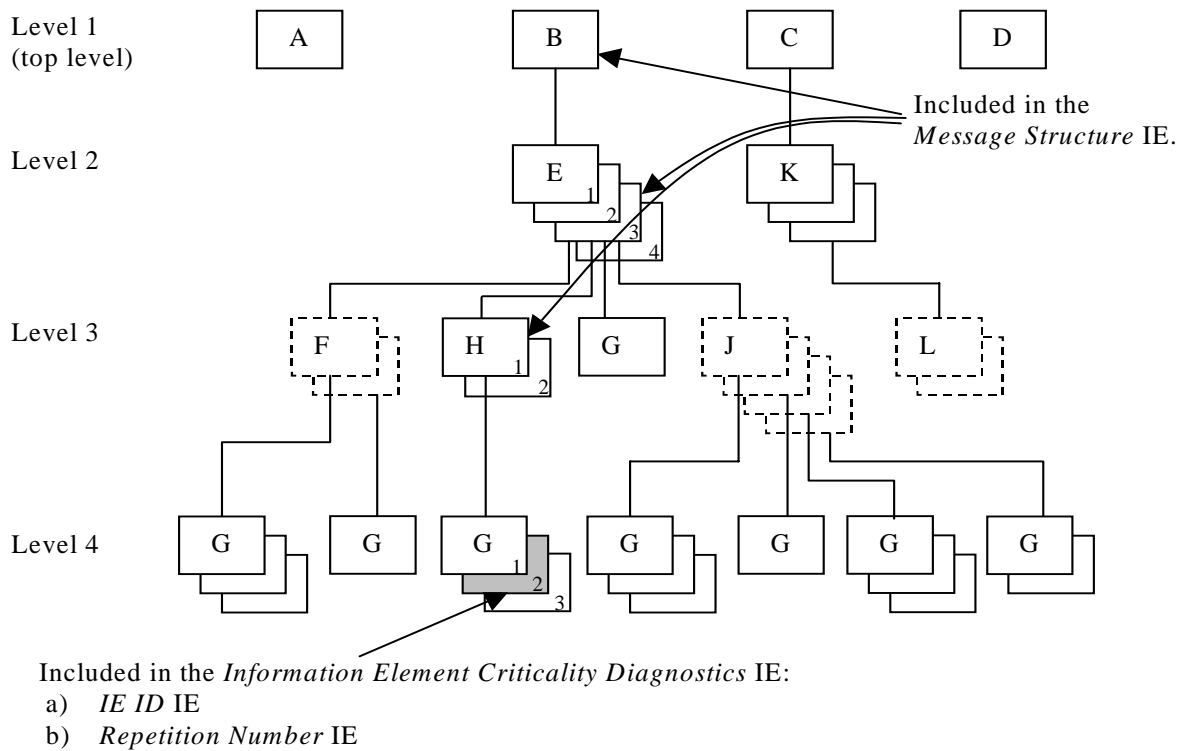 Level 1
(top level)
A
B
C
D
Included in the
Message Structure IE.
Level 2
E
1
2
3
4
K
Level 3
F
H
1
2
G
J
L
Level 4
G
G
G
1
2
3
G
G
G
G
Included in the Information Element Criticality Diagnostics IE:
a) IE ID IE
b) Repetition Number IE